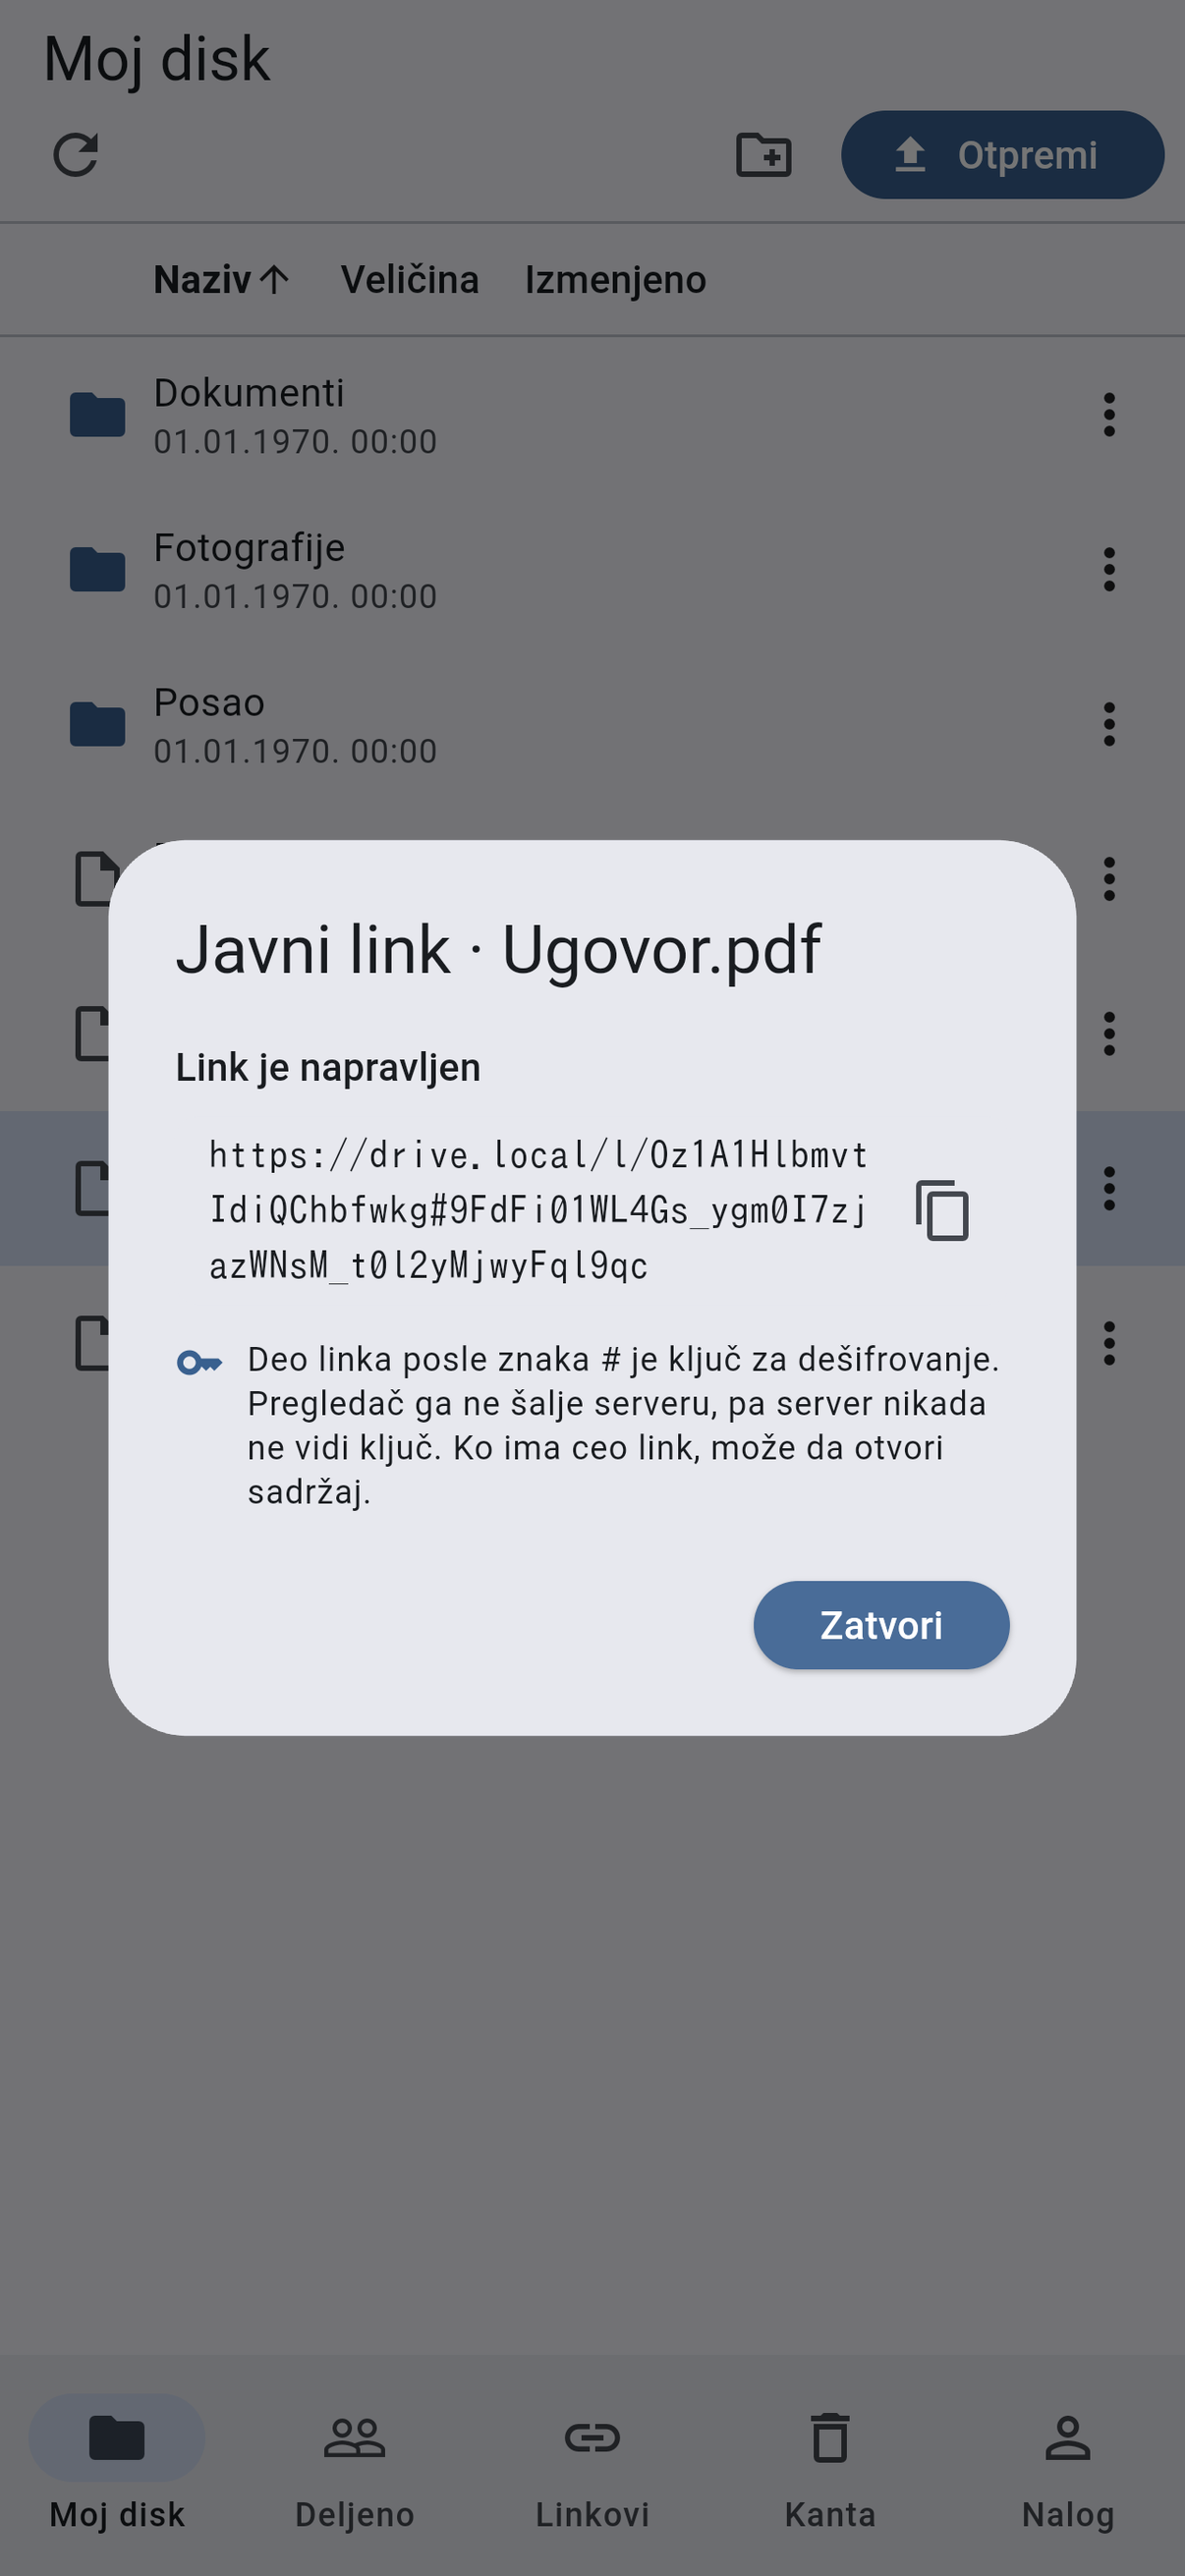 Moj disk
Otpremi
Naziv Veličina Izmenjeno
Dokumenti
01.01.1970. 00:00
Fotografije
01.01.1970. 00:00
Posao
01.01.1970. 00:00
Javni link · Ugovor.pdf
Link je napravljen
https://drive.local/l/Oz1A1Hlbmvt
IdiQChbfwkg#9FdFi01WL4Gs_ygm0I7zj
azWNsM_t0l2yMjwyFql9qc
Deo linka posle znaka # je ključ za dešifrovanje.
Pregledač ga ne šalje serveru, pa server nikada
ne vidi ključ. Ko ima ceo link, može da otvori
sadržaj.
Zatvori
Moj disk Deljeno Linkovi Kanta Nalog